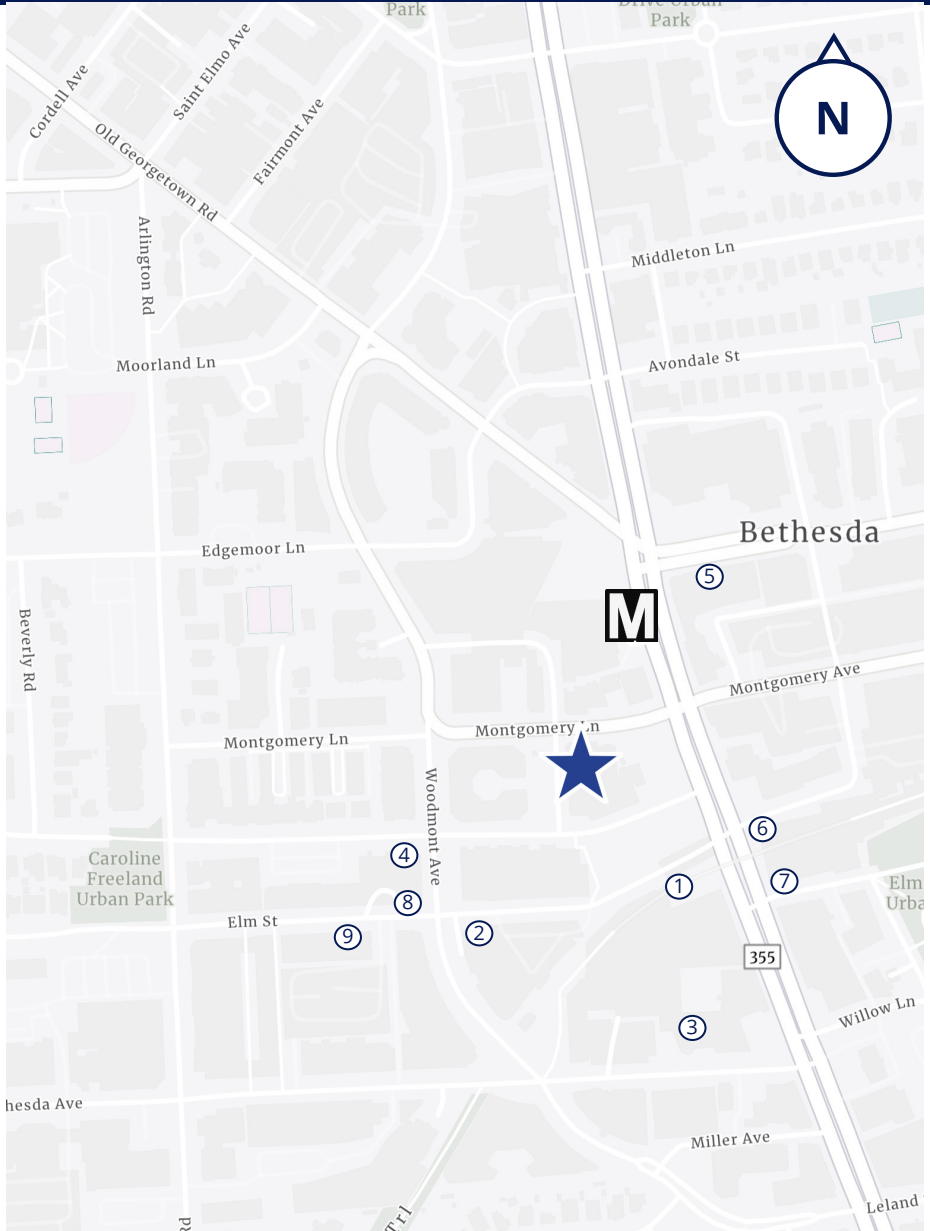 Park
Park
N
Cordell Ave
Saint Elmo Ave
Fairmont Ave
Old Georgetown Rd
Arlington Rd
Middleton Ln
Moorland Ln
Avondale St
Bethesda
Edgemoor Ln
5
M
Beverly Rd
Montgomery Ave
Montgomery Ln
Montgomery Ln
Woodmont Ave
6
4
Caroline
Freeland
Urban Park
7
1
Elm
Urba
8
Elm St
9
2
355
3
Willow Ln
hesda Ave
Miller Ave
Leland
Trl